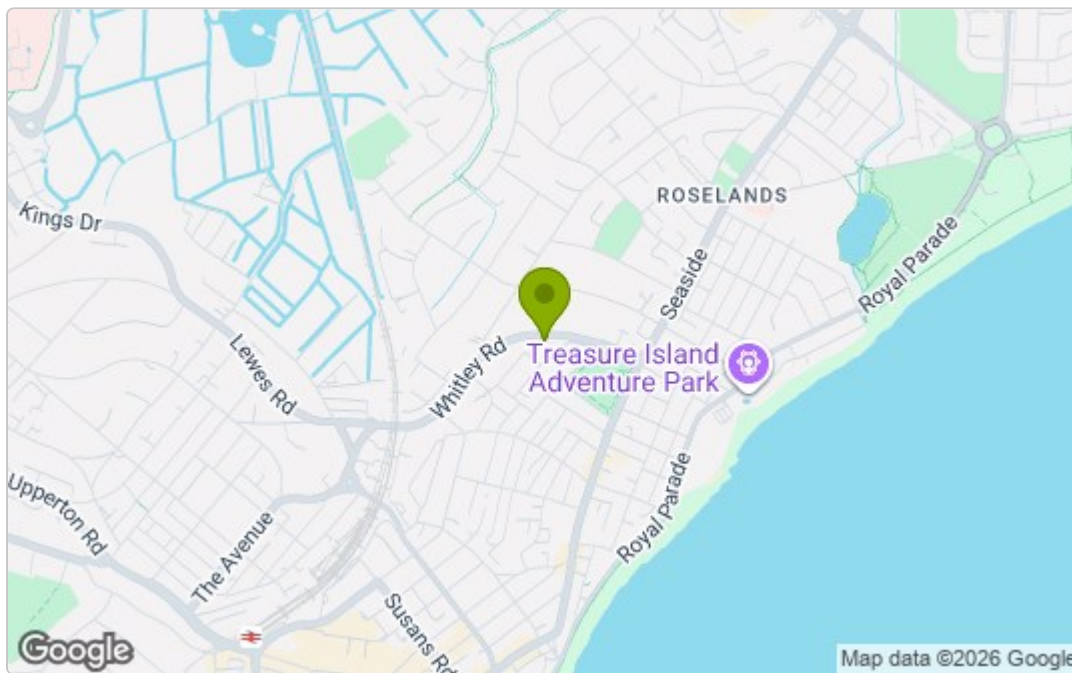 ROSELANDS
Kings Dr
Royal Parade
Seaside
Treasure Island
Adventure Park
Whitley Rd
Lewes Rd
Upperton Rd
The Avenue
Royal Parade
Susans Rd
Google
Map data ©2026 Google